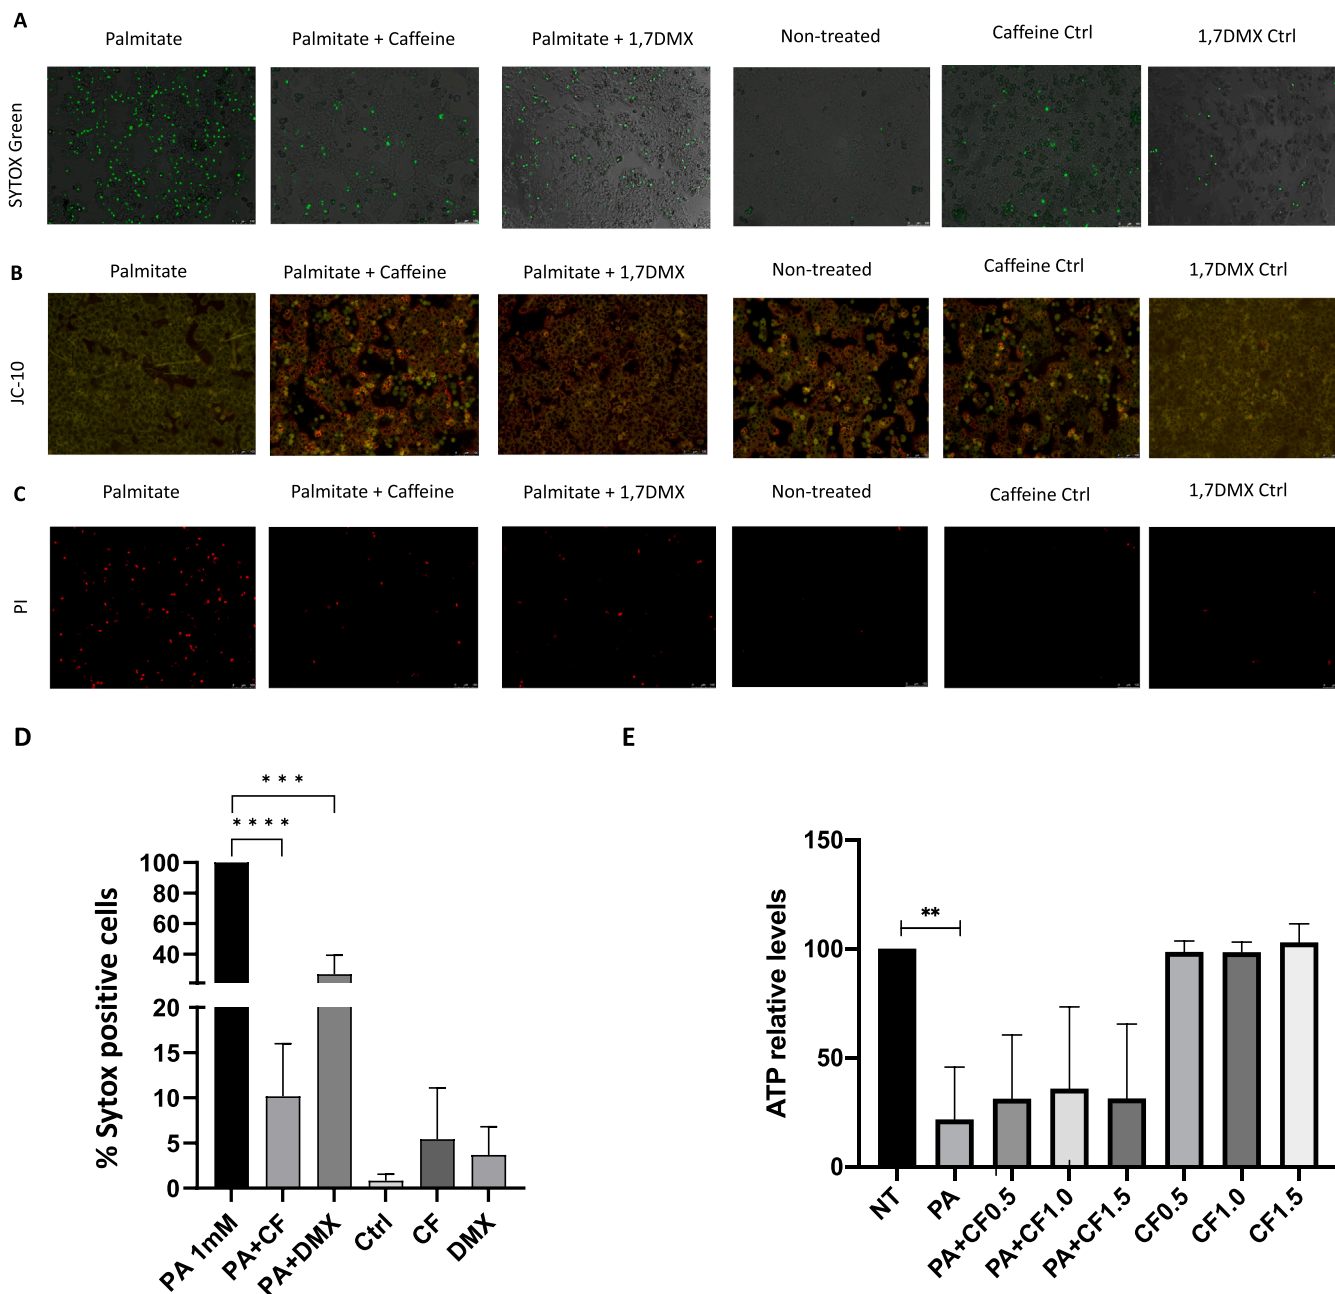 A
Palmitate
Palmitate + Caffeine
Palmitate + 1,7DMX
Non-treated
Caffeine Ctrl
1,7DMX Ctrl
SYTOX Green
B
Palmitate
Palmitate + Caffeine
Palmitate + 1,7DMX
Non-treated
Caffeine Ctrl
1,7DMX Ctrl
JC-10
C
Palmitate
Palmitate + Caffeine
Palmitate + 1,7DMX
Non-treated
Caffeine Ctrl
1,7DMX Ctrl
PI
D
* * *
* * * *
100
80
60
40
20
15
10
5
0
% Sytox positive cells
PA 1mM
PA+CF
PA+DMX
Ctrl
CF
DMX
E
**
150
100
50
0
ATP relative levels
NT
PA
PA+CF0.5
PA+CF1.0
PA+CF1.5
CF0.5
CF1.0
CF1.5